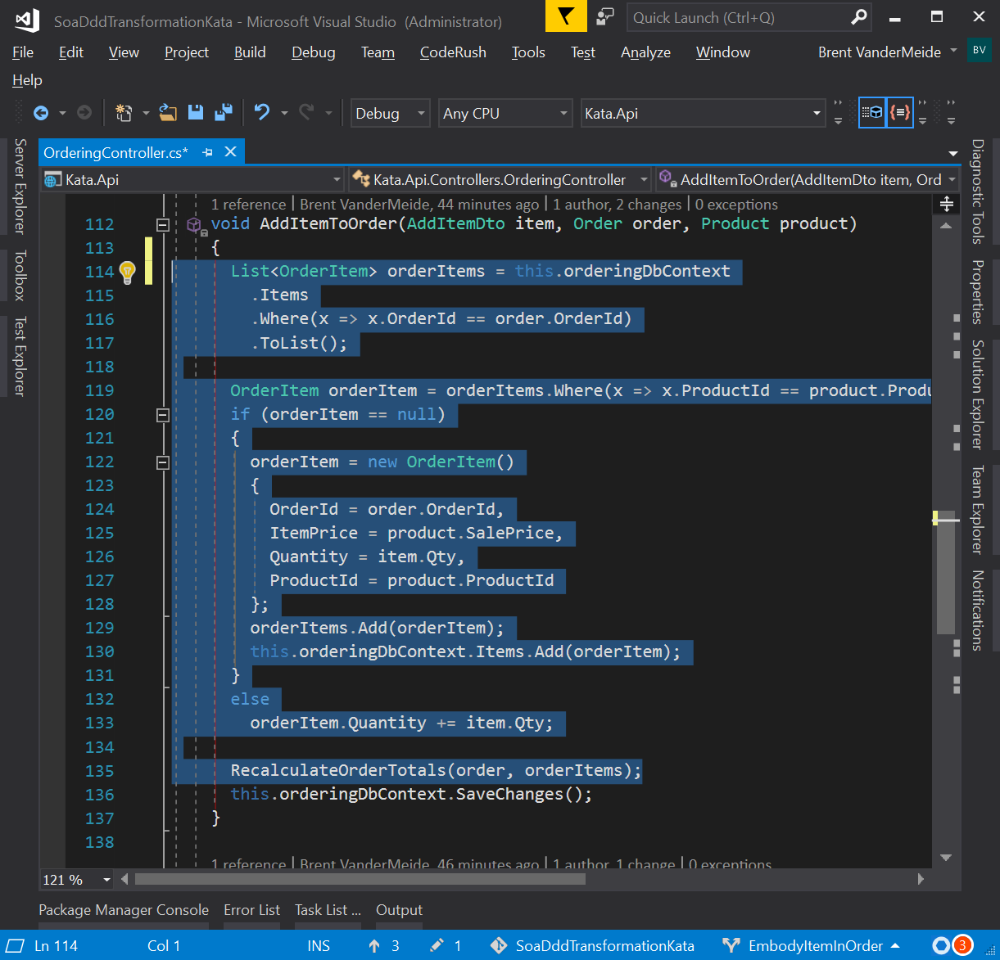 SoaDddTransformationKata - Microsoft Visual Studio (Administrator)
Quick Launch (Ctrl+Q)
File Edit View Project Build Debug Team CodeRush Tools Test Analyze Window Brent VanderMeide BV
Help
Debug Any CPU Kata.Api
Server Explorer
Toolbox
Test Explorer
OrderingController.cs*
Kata.Api Kata.Api.Controllers.OrderingController AddItemToOrder(AddItemDto item, Ord
1 reference | Brent VanderMeide, 44 minutes ago | 1 author, 2 changes | 0 exceptions
112 void AddItemToOrder(AddItemDto item, Order order, Product product)
113 {
114 List<OrderItem> orderItems = this.orderingDbContext
115 .Items
116 .Where(x => x.OrderId == order.OrderId)
117 .ToList();
118
119 OrderItem orderItem = orderItems.Where(x => x.ProductId == product.Produ
120 if (orderItem == null)
121 {
122 orderItem = new OrderItem()
123 {
124 OrderId = order.OrderId,
125 ItemPrice = product.SalePrice,
126 Quantity = item.Qty,
127 ProductId = product.ProductId
128 };
129 orderItems.Add(orderItem);
130 this.orderingDbContext.Items.Add(orderItem);
131 }
132 else
133 orderItem.Quantity += item.Qty;
134
135 RecalculateOrderTotals(order, orderItems);
136 this.orderingDbContext.SaveChanges();
137 }
138
1 reference | Brent VanderMeide, 46 minutes ago | 1 author, 1 change | 0 exceptions
Diagnostic Tools
Properties
Solution Explorer
Team Explorer
Notifications
121 %
Package Manager Console Error List Task List ... Output
Ln 114 Col 1 INS 3 1 SoaDddTransformationKata EmbodyItemInOrder 3